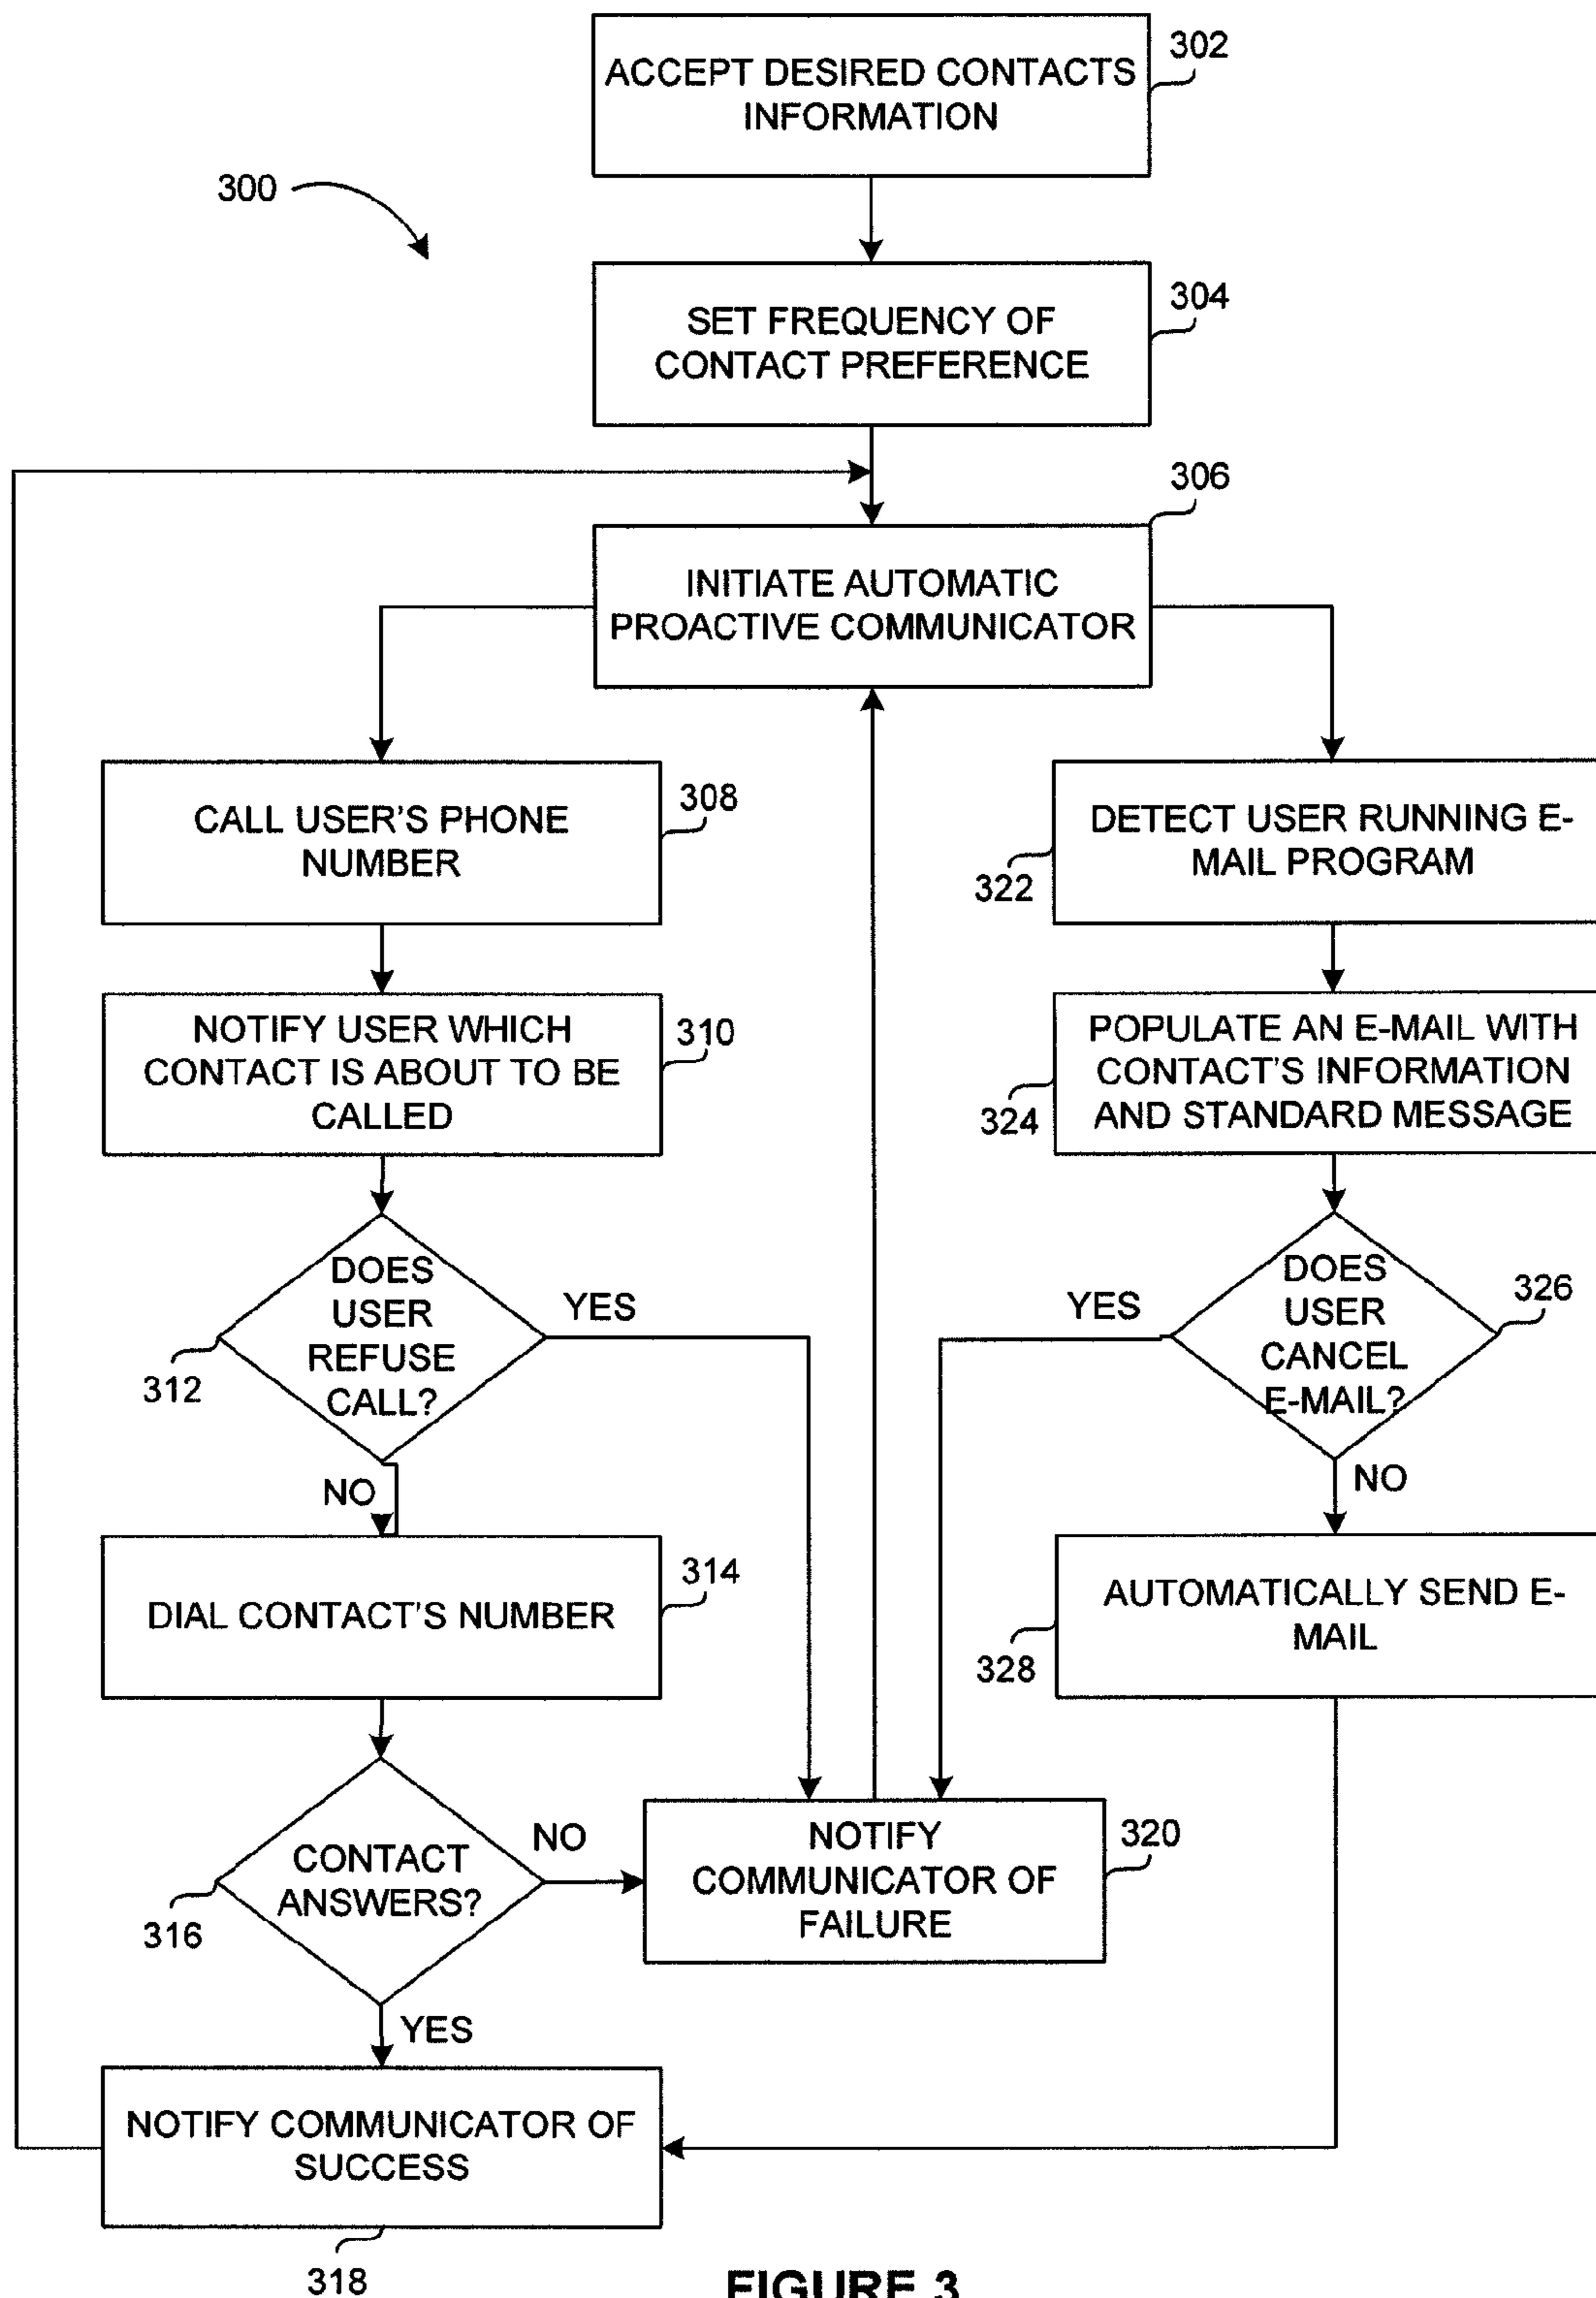 ACCEPT DESIRED CONTACTS
INFORMATION
302
300
SET FREQUENCY OF
CONTACT PREFERENCE
304
306
INITIATE AUTOMATIC
PROACTIVE COMMUNICATOR
CALL USER'S PHONE
NUMBER
308
DETECT USER RUNNING E-
MAIL PROGRAM
322
NOTIFY USER WHICH
CONTACT IS ABOUT TO BE
CALLED
310
POPULATE AN E-MAIL WITH
CONTACT'S INFORMATION
AND STANDARD MESSAGE
324
DOES
USER
REFUSE
CALL?
312
YES
NO
YES
DOES
USER
CANCEL
E-MAIL?
326
NO
DIAL CONTACT'S NUMBER
314
AUTOMATICALLY SEND E-
MAIL
328
CONTACT
ANSWERS?
316
NO
YES
NOTIFY
COMMUNICATOR OF
FAILURE
320
NOTIFY COMMUNICATOR OF
SUCCESS
318
FIGURE 3